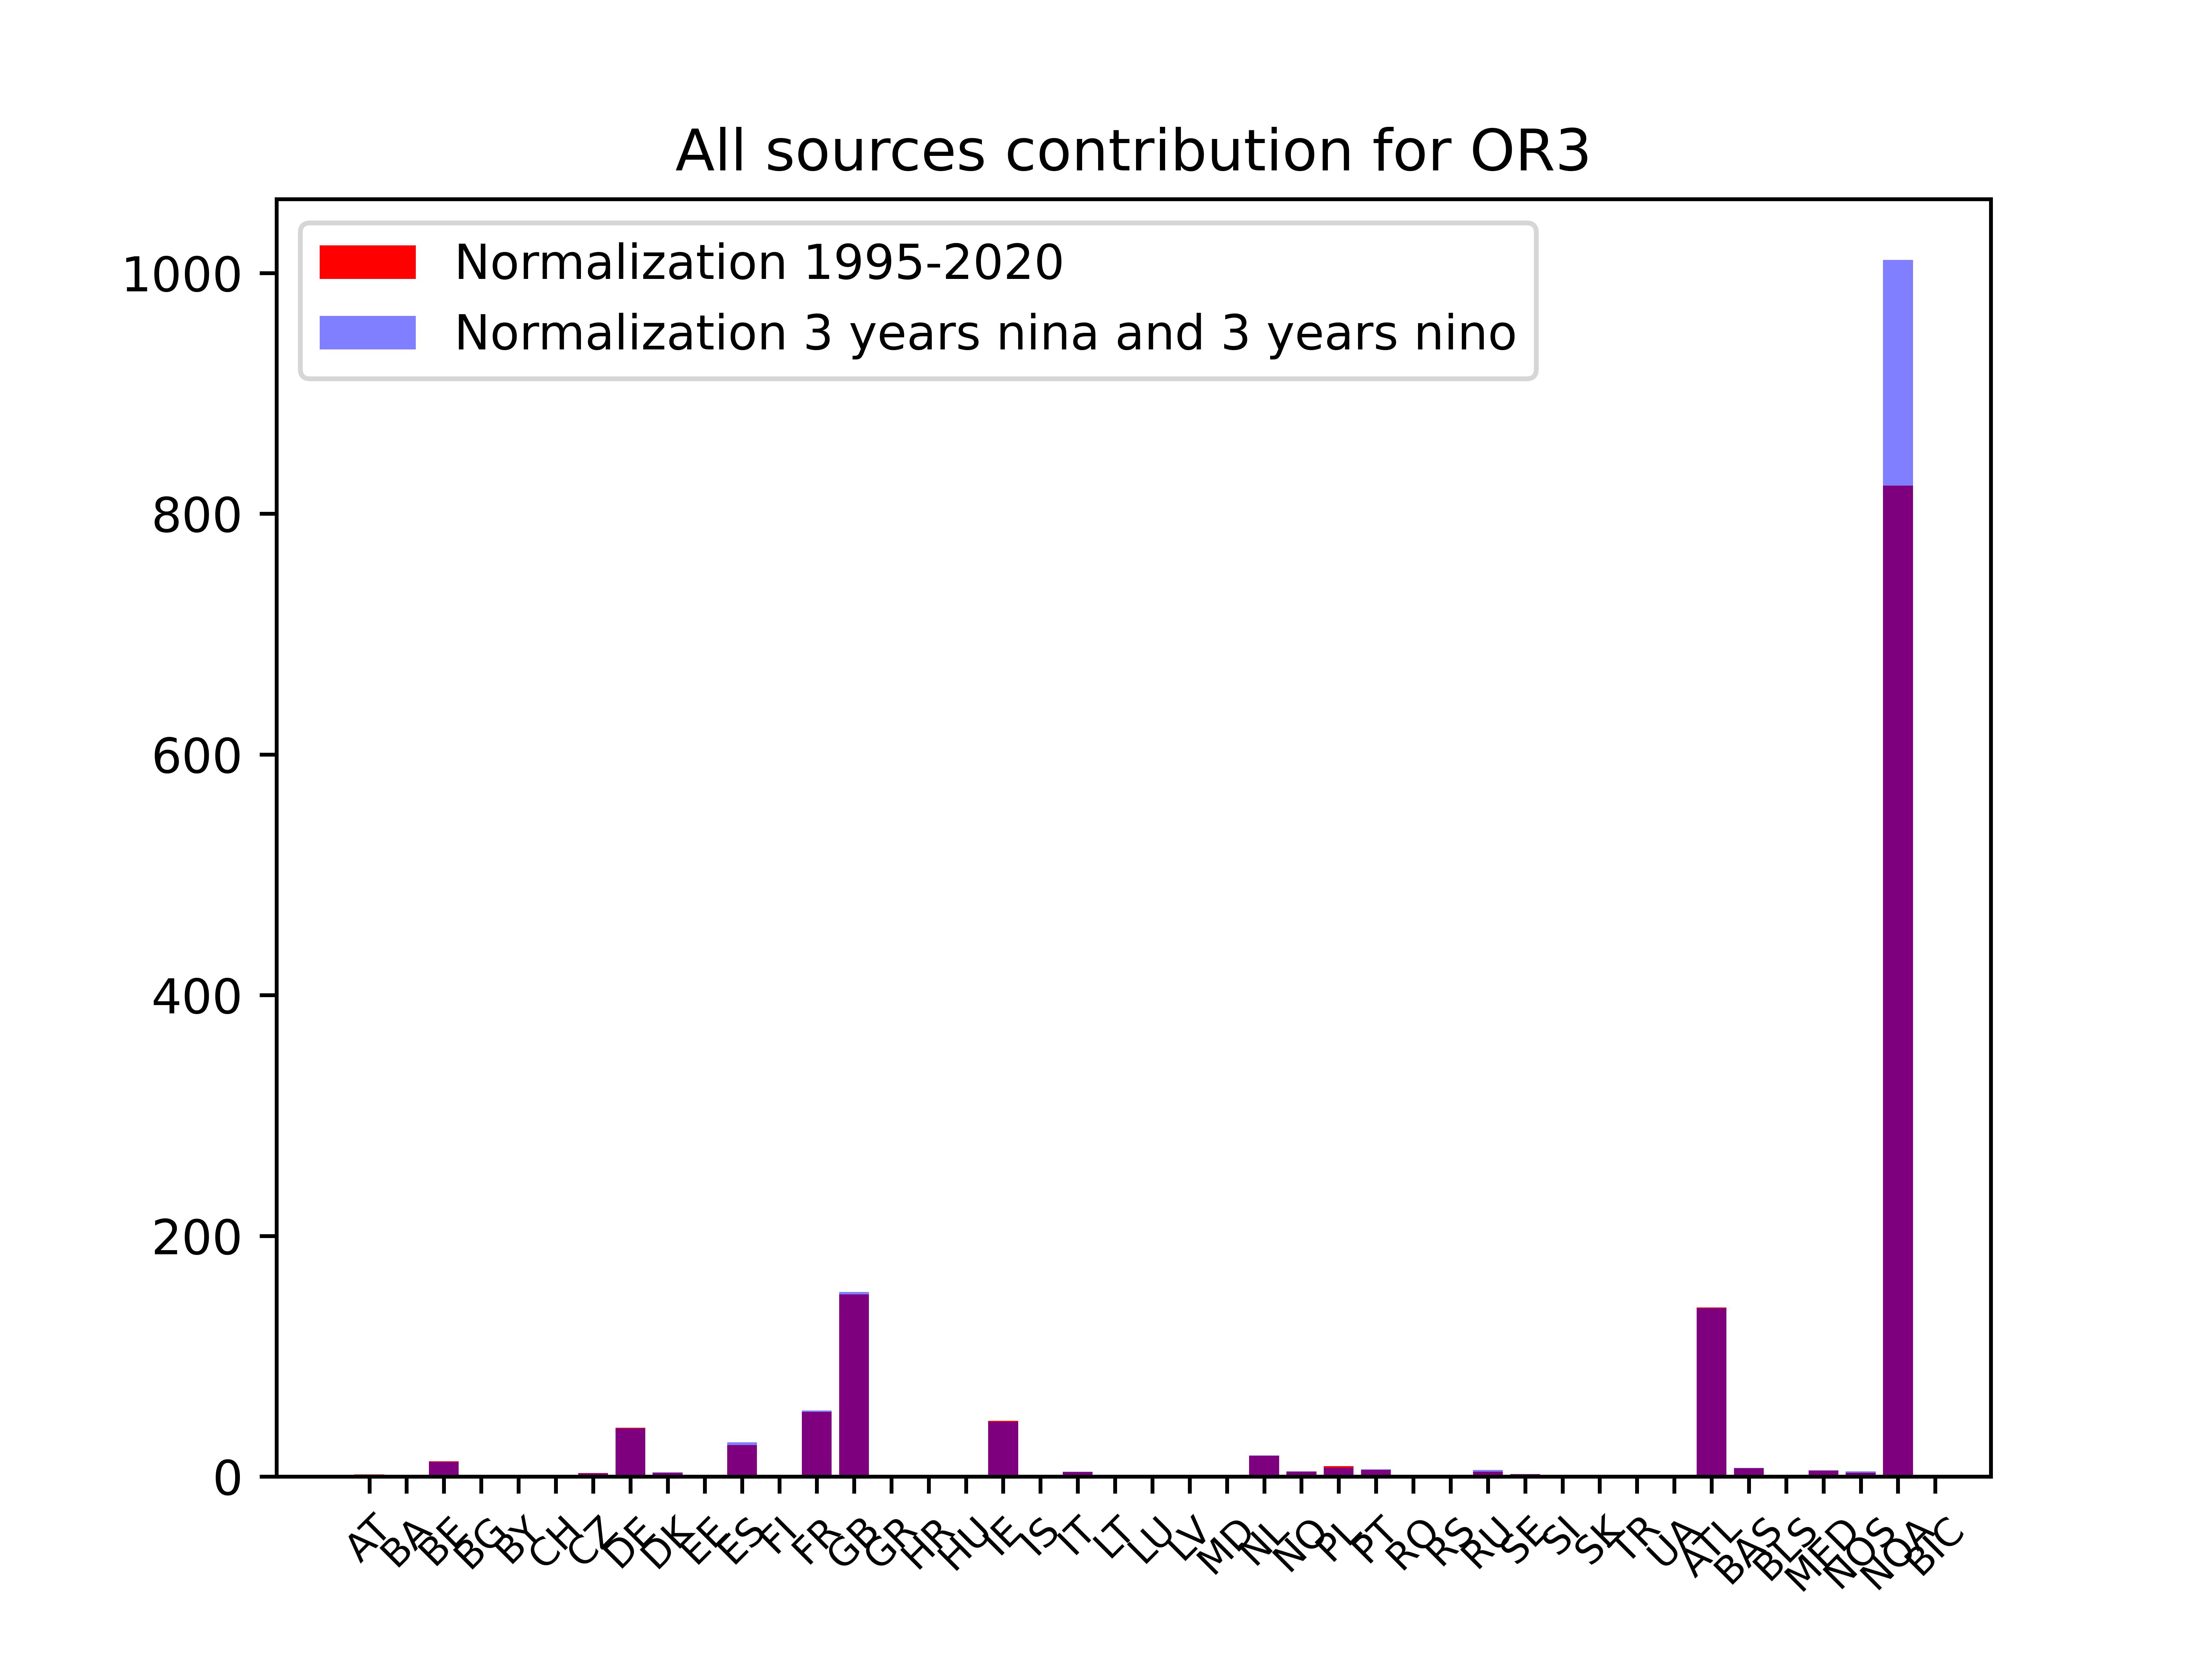 All sources contribution for OR3
Normalization 1995-2020
Normalization 3 years nina and 3 years nino
1000
800
600
400
200
0
AT
BA
BE
BG
BY
CH
CZ
DE
DK
EE
ES
FI
FR
GB
GR
HR
HU
IE
IS
IT
LT
LU
LV
MD
NL
NO
PL
PT
RO
RS
RU
SE
SI
SK
TR
UA
ATL
BAS
BLS
MED
NOS
NOA
BIC